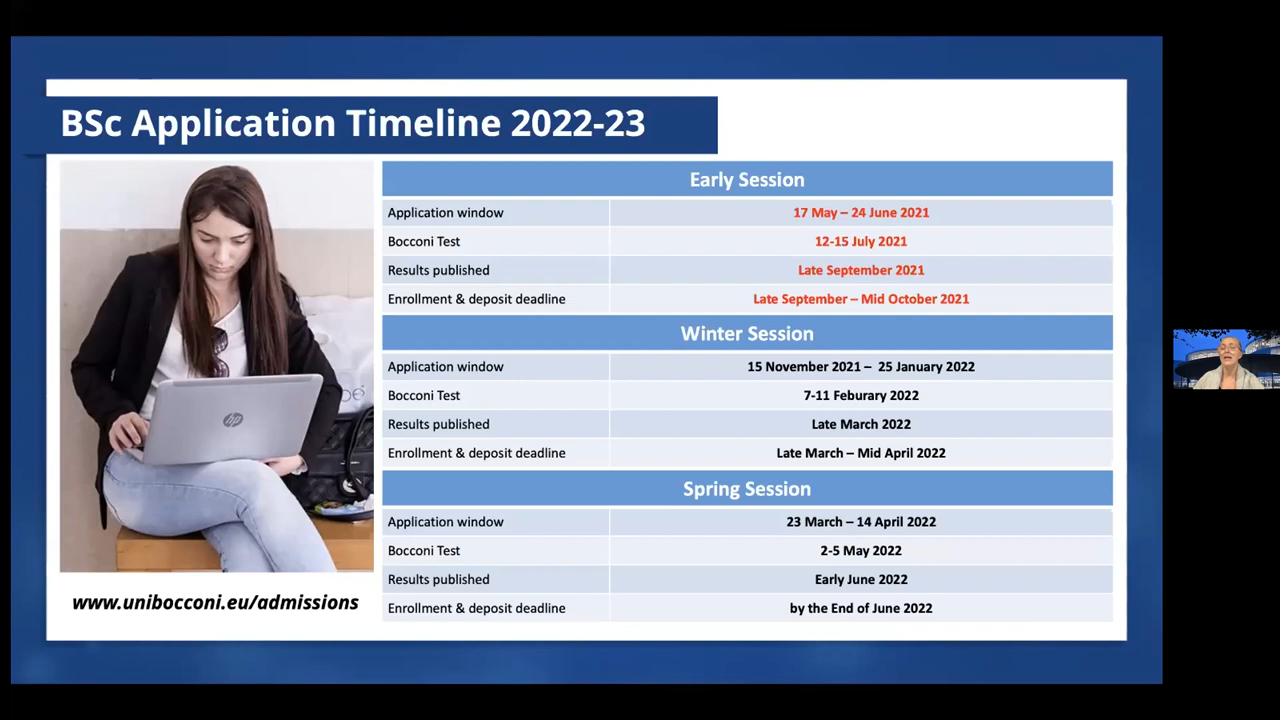 BSc Application Timeline 2022-23
Early Session
Application window 17 May – 24 June 2021
Bocconi Test 12-15 July 2021
Results published Late September 2021
Enrollment & deposit deadline Late September – Mid October 2021
Winter Session
Application window 15 November 2021 – 25 January 2022
Bocconi Test 7-11 Feburary 2022
Results published Late March 2022
Enrollment & deposit deadline Late March – Mid April 2022
Spring Session
Application window 23 March – 14 April 2022
Bocconi Test 2-5 May 2022
Results published Early June 2022
Enrollment & deposit deadline by the End of June 2022
hp
www.unibocconi.eu/admissions